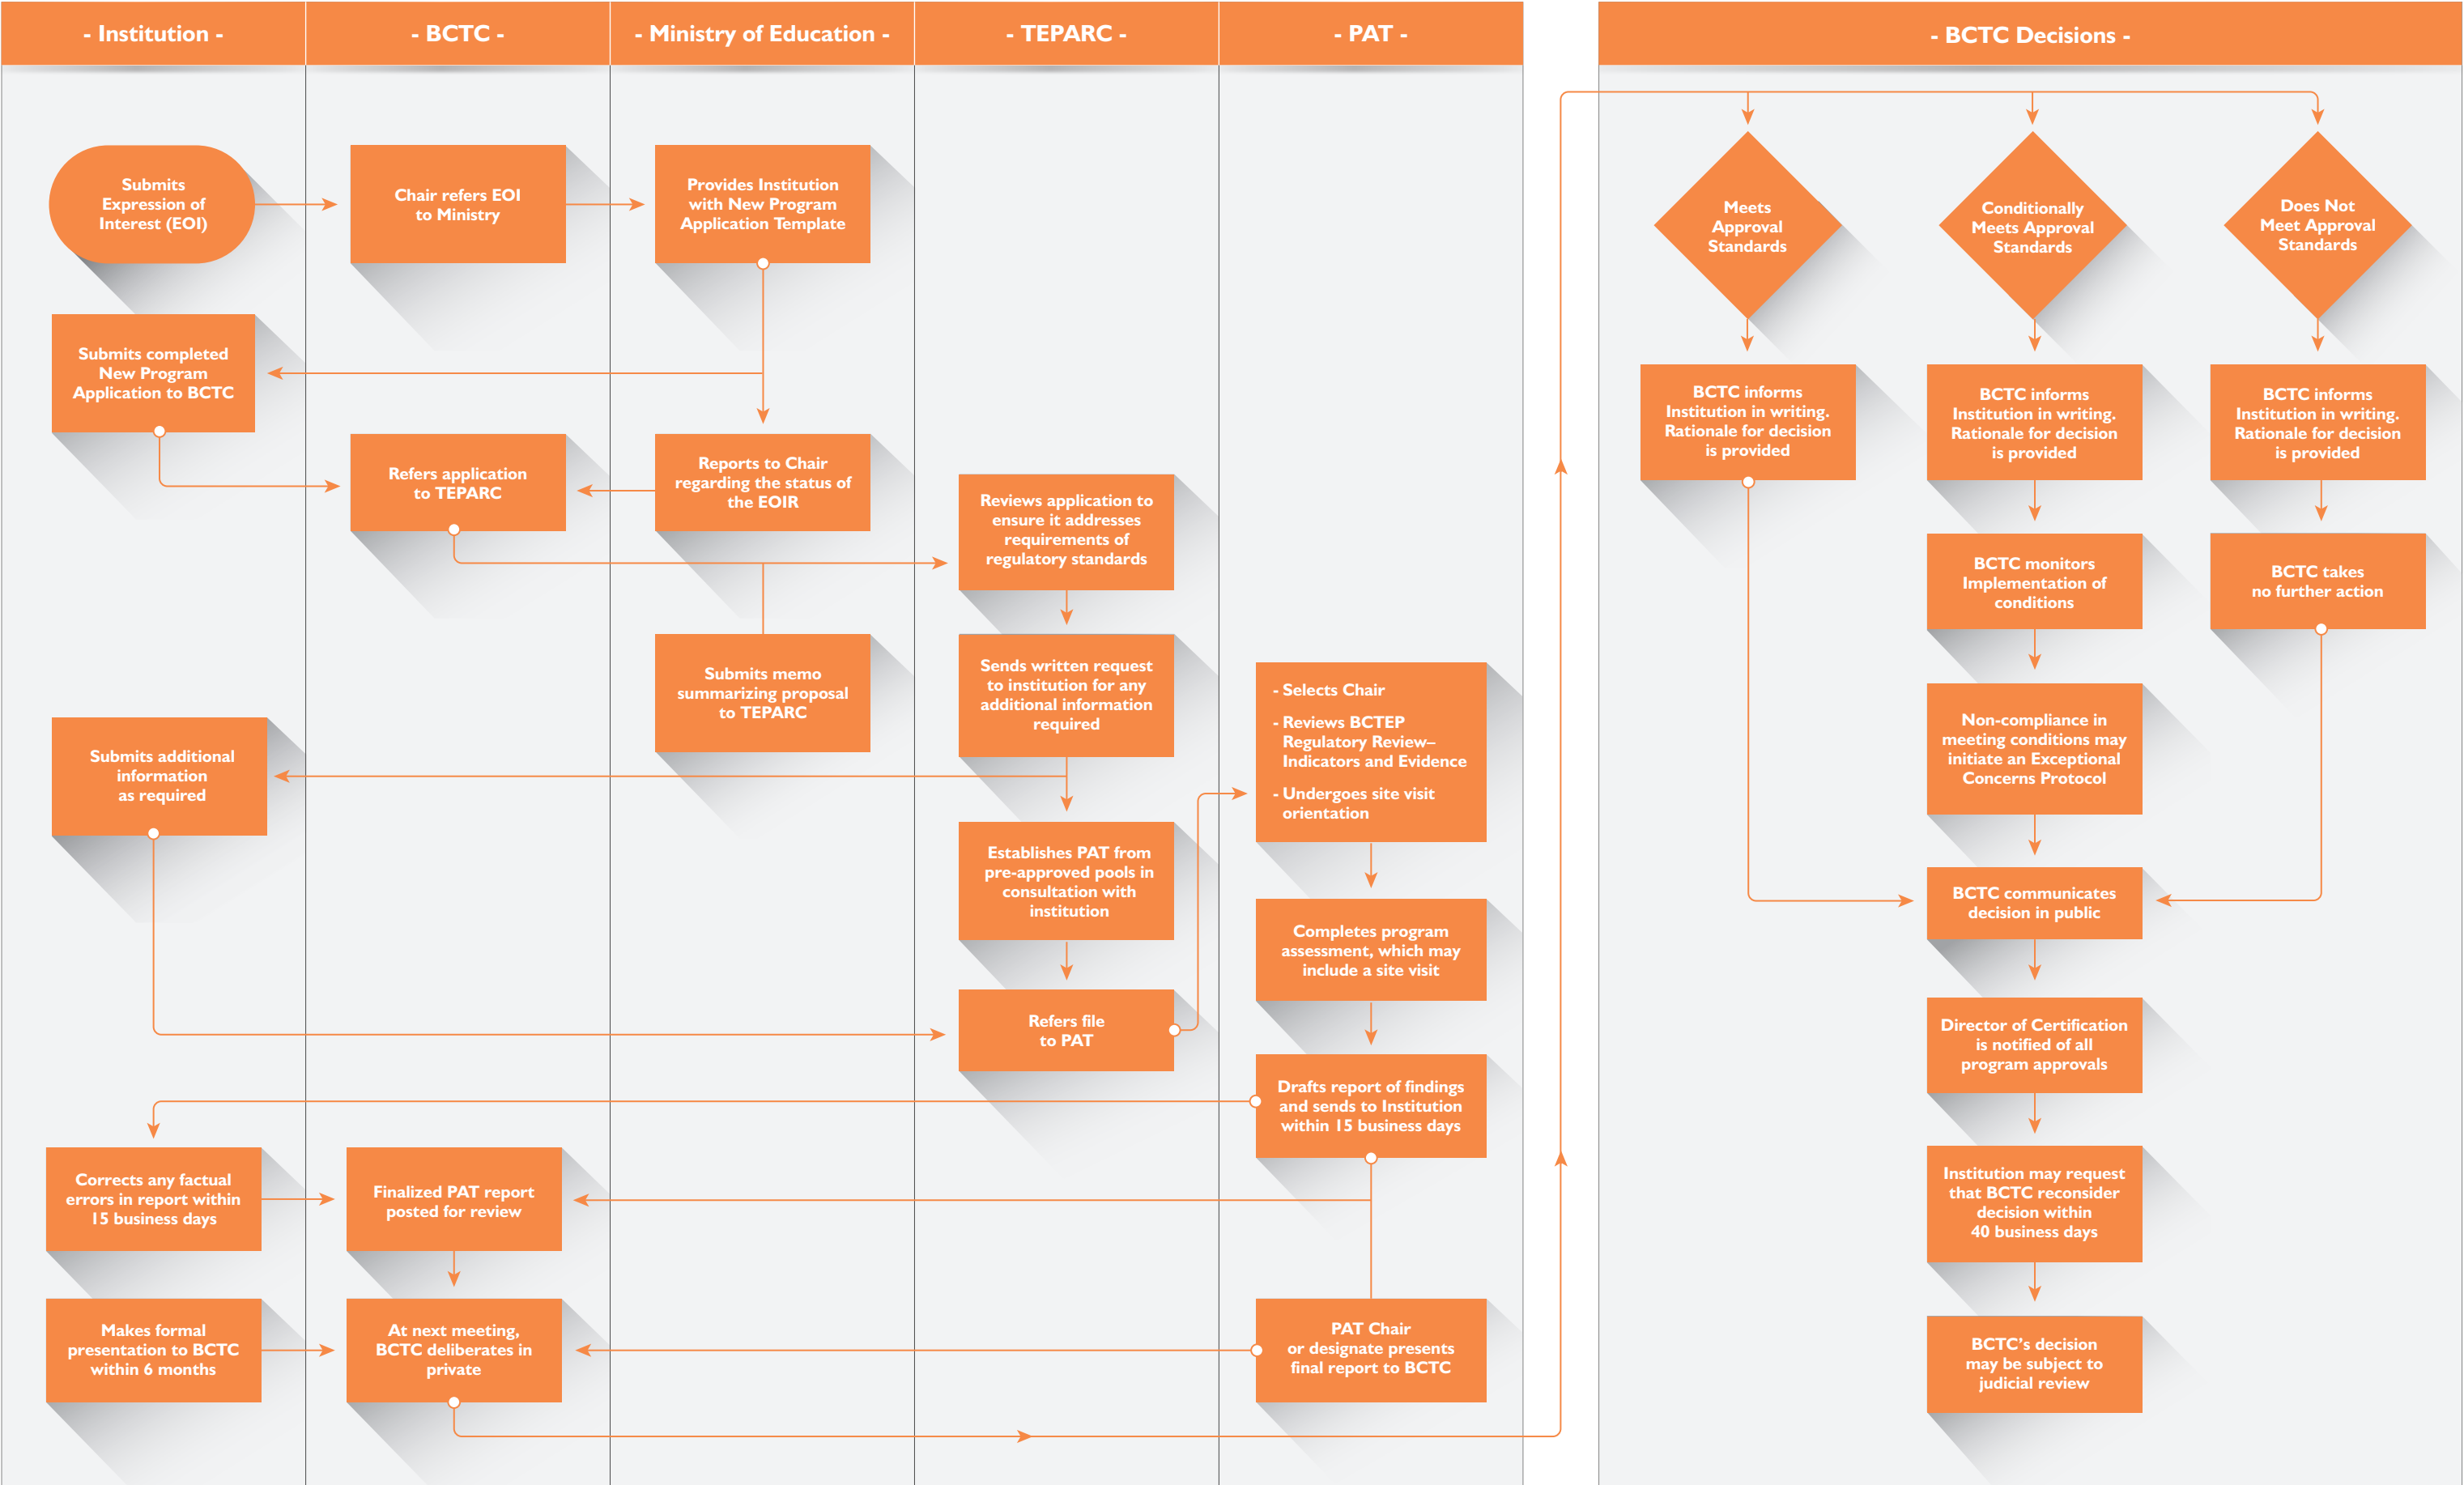 - Institution -
- BCTC -
- Ministry of Education -
- TEPARC -
- PAT -
- BCTC Decisions -
Submits
Expression of
Interest (EOI)
Chair refers EOI
to Ministry
Provides Institution
with New Program
Application Template
Submits completed
New Program
Application to BCTC
Refers application
to TEPARC
Reports to Chair
regarding the status of
the EOIR
Reviews application to
ensure it addresses
requirements of
regulatory standards
Submits memo
summarizing proposal
to TEPARC
Sends written request
to institution for any
additional information
required
Submits additional
information
as required
Establishes PAT from
pre-approved pools in
consultation with
institution
Refers file
to PAT
- Selects Chair
- Reviews BCTEP
Regulatory Review–
Indicators and Evidence
- Undergoes site visit
orientation
Completes program
assessment, which may
include a site visit
Drafts report of findings
and sends to Institution
within 15 business days
Corrects any factual
errors in report within
15 business days
Finalized PAT report
posted for review
Makes formal
presentation to BCTC
within 6 months
At next meeting,
BCTC deliberates in
private
PAT Chair
or designate presents
final report to BCTC
Meets
Approval
Standards
Conditionally
Meets Approval
Standards
Does Not
Meet Approval
Standards
BCTC informs
Institution in writing.
Rationale for decision
is provided
BCTC informs
Institution in writing.
Rationale for decision
is provided
BCTC informs
Institution in writing.
Rationale for decision
is provided
BCTC monitors
Implementation of
conditions
BCTC takes
no further action
Non-compliance in
meeting conditions may
initiate an Exceptional
Concerns Protocol
BCTC communicates
decision in public
Director of Certification
is notified of all
program approvals
Institution may request
that BCTC reconsider
decision within
40 business days
BCTC's decision
may be subject to
judicial review